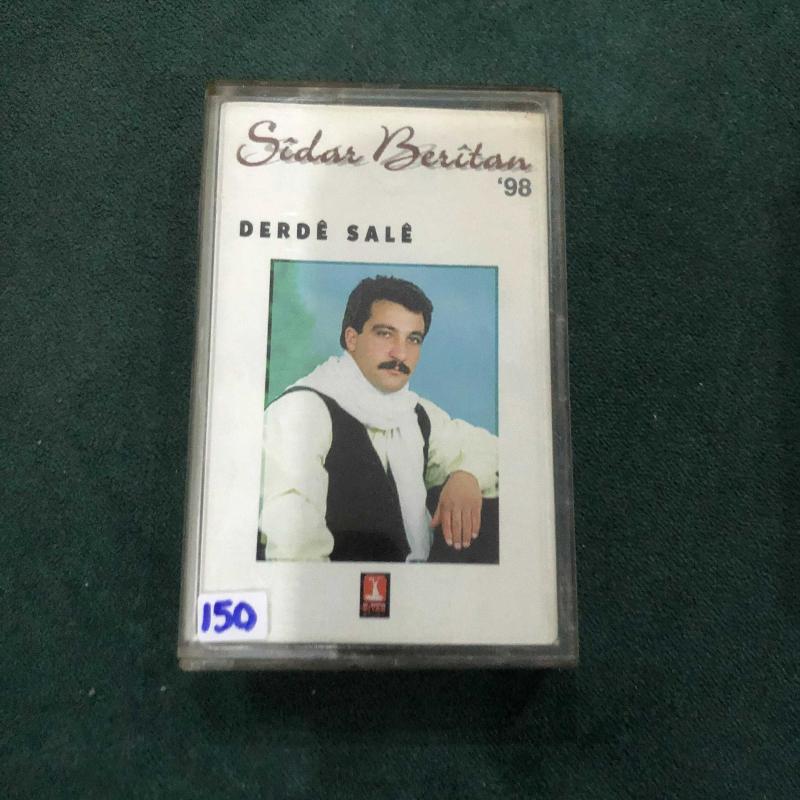 Sîdar Berîtan
'98
DERDÊ SALÊ
150